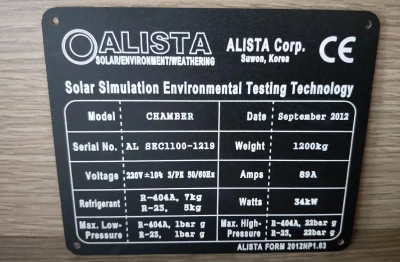 ALISTA
SOLAR/ENVIRONMENT/WEATHERING
ALISTA Corp.
Suwon, Korea
CE
Solar Simulation Environmental Testing Technology
Model CHAMBER Date September 2012
Serial No. AL SEC1100-1219 Weight 1200kg
Voltage 220V ±10% 3/PE 50/60Hz Amps 89A
Refrigerant R-404A, 7kg R-23, 5kg Watts 34kW
Max. Low-Pressure R-404A, 1bar g R-23, 1bar g Max. High-Pressure R-404A, 22bar g R-23, 22bar g
ALISTA FORM 2012NP1.03